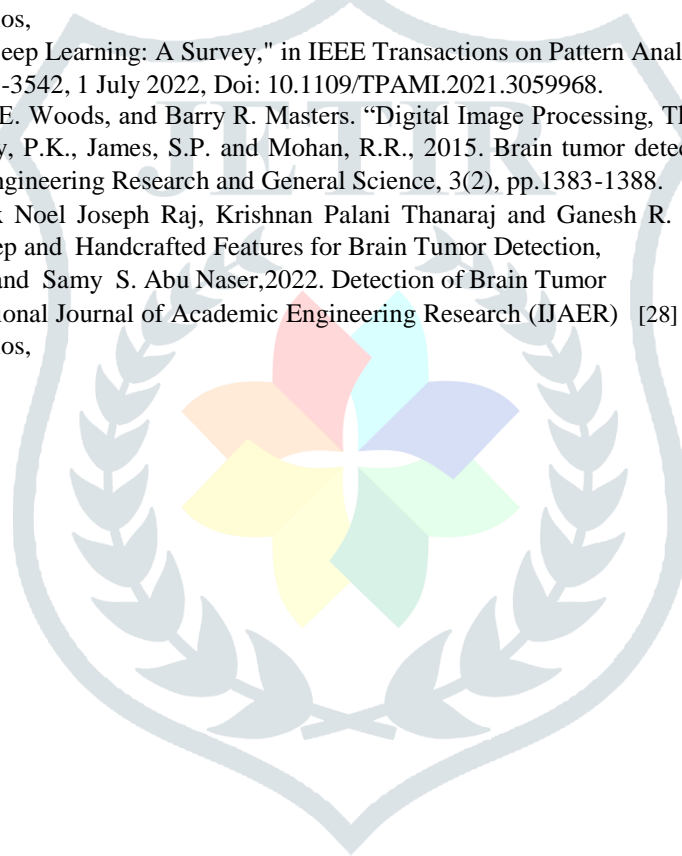 os,
eep Learning: A Survey," in IEEE Transactions on Pattern Anal
-3542, 1 July 2022, Doi: 10.1109/TPAMI.2021.3059968.
E. Woods, and Barry R. Masters. “Digital Image Processing, Th
y, P.K., James, S.P. and Mohan, R.R., 2015. Brain tumor detec
ngineering Research and General Science, 3(2), pp.1383-1388.
k Noel Joseph Raj, Krishnan Palani Thanaraj and Ganesh R.
ep and Handcrafted Features for Brain Tumor Detection,
and Samy S. Abu Naser,2022. Detection of Brain Tumor
ional Journal of Academic Engineering Research (IJAER) [28]
os,
JETIR